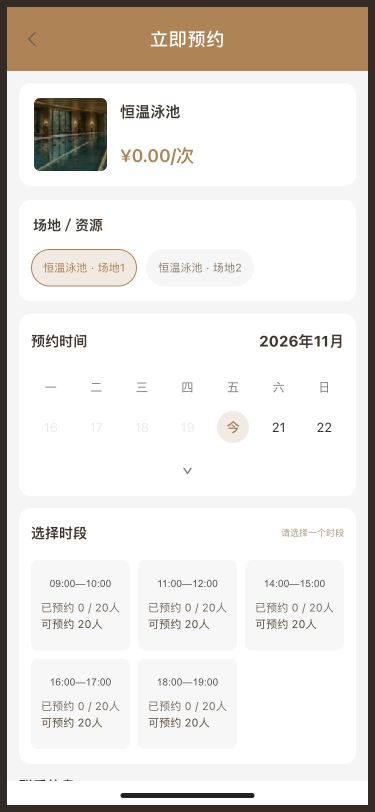 立即预约
恒温泳池
¥0.00/次
场地 / 资源
恒温泳池 · 场地1 恒温泳池 · 场地2
预约时间 2026年11月
一 二 三 四 五 六 日
16 17 18 19 今 21 22
选择时段 请选择一个时段
09:00—10:00 11:00—12:00 14:00—15:00
已预约 0 / 20人 已预约 0 / 20人 已预约 0 / 20人
可预约 20人 可预约 20人 可预约 20人
16:00—17:00 18:00—19:00
已预约 0 / 20人 已预约 0 / 20人
可预约 20人 可预约 20人